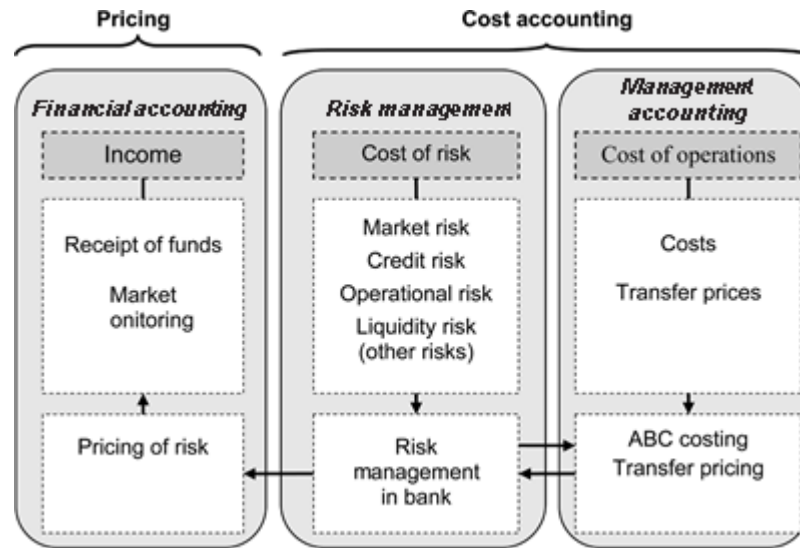 Pricing
Cost accounting
Financial accounting
Income
Receipt of funds
Market
onitoring
Pricing of risk
Risk management
Cost of risk
Market risk
Credit risk
Operational risk
Liquidity risk
(other risks)
Risk
management
in bank
Management
accounting
Cost of operations
Costs
Transfer prices
ABC costing
Transfer pricing